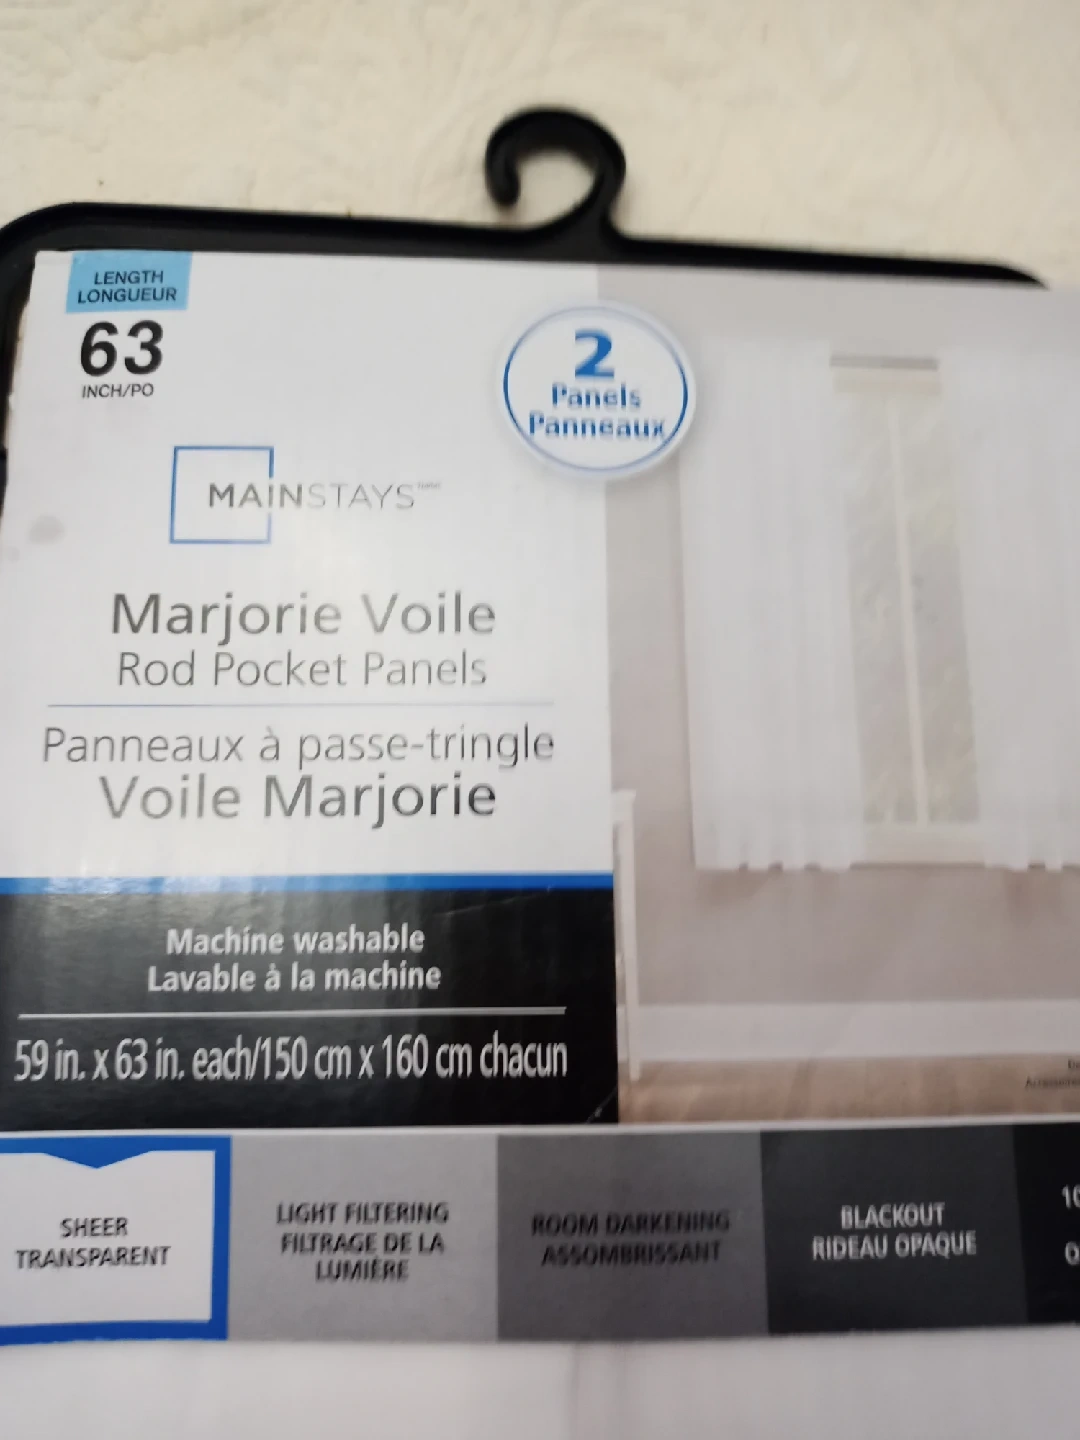 LENGTH
LONGUEUR
63
INCH/PO
2
Panels
Panneaux
MAINSTAYS
Marjorie Voile
Rod Pocket Panels
Panneaux à passe-tringle
Voile Marjorie
Machine washable
Lavable à la machine
59 in. x 63 in. each/150 cm x 160 cm chacun
SHEER
TRANSPARENT
LIGHT FILTERING
FILTRAGE DE LA
LUMIÈRE
ROOM DARKENING
ASSOMBRISSANT
BLACKOUT
RIDEAU OPAQUE